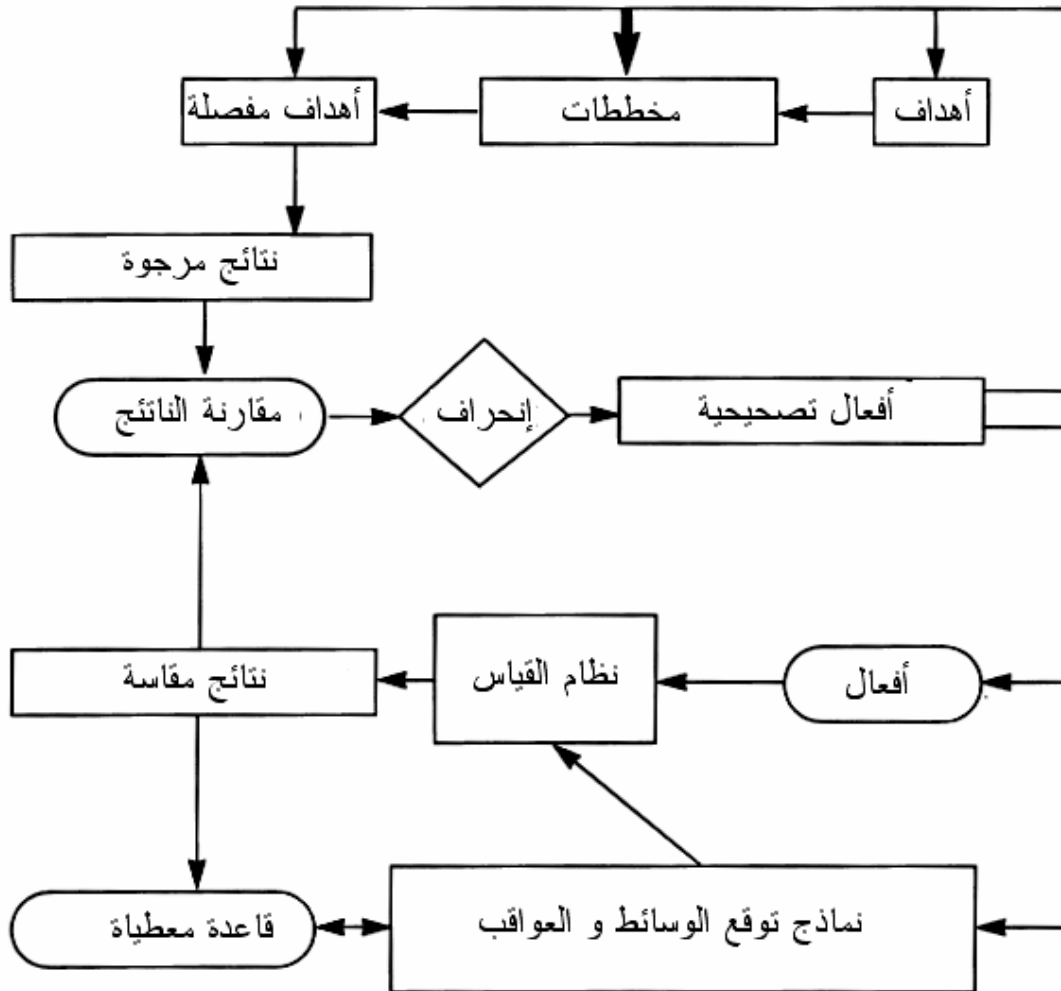 أهداف
مخططات
أهداف مفصلة
نتائج مرجوة
مقارنة الناتئج
إنحراف
أفعال تصحيحية
أفعال
نظام القياس
نتائج مقاسة
نماذج توقع الوسائط و العواقب
قاعدة معطياة